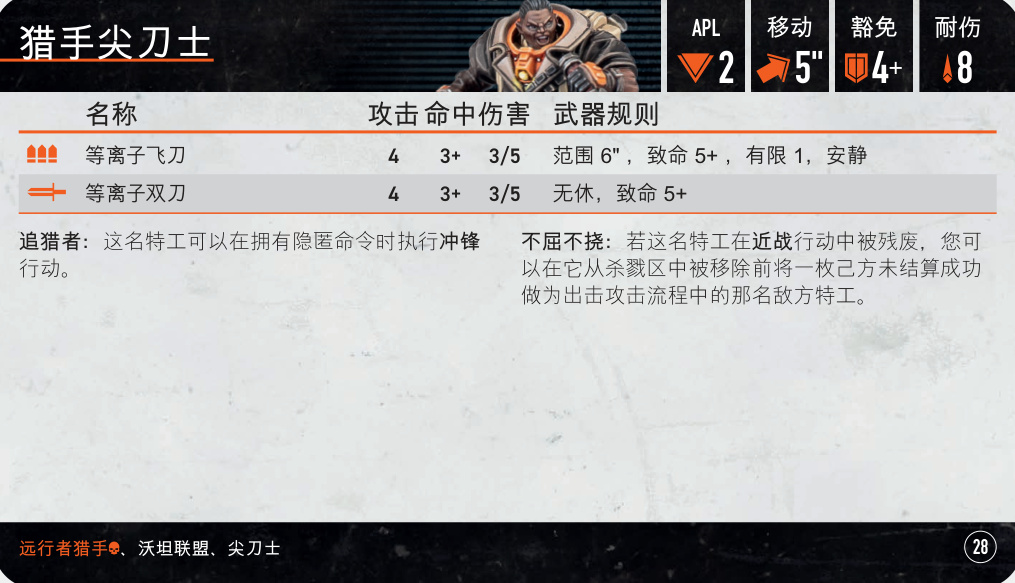 猎手尖刀士
APL 移动 豁免 耐伤
2 5" 4+ 8
名称 攻击 命中 伤害 武器规则
等离子飞刀 4 3+ 3/5 范围 6"，致命 5+，有限 1，安静
等离子双刀 4 3+ 3/5 无休，致命 5+
追猎者：这名特工可以在拥有隐匿命令时执行冲锋
行动。
不屈不挠：若这名特工在近战行动中被残废，您可
以在它从杀戮区中被移除前将一枚己方未结算成功
做为出击攻击流程中的那名敌方特工。
远行者猎手、沃坦联盟、尖刀士
28